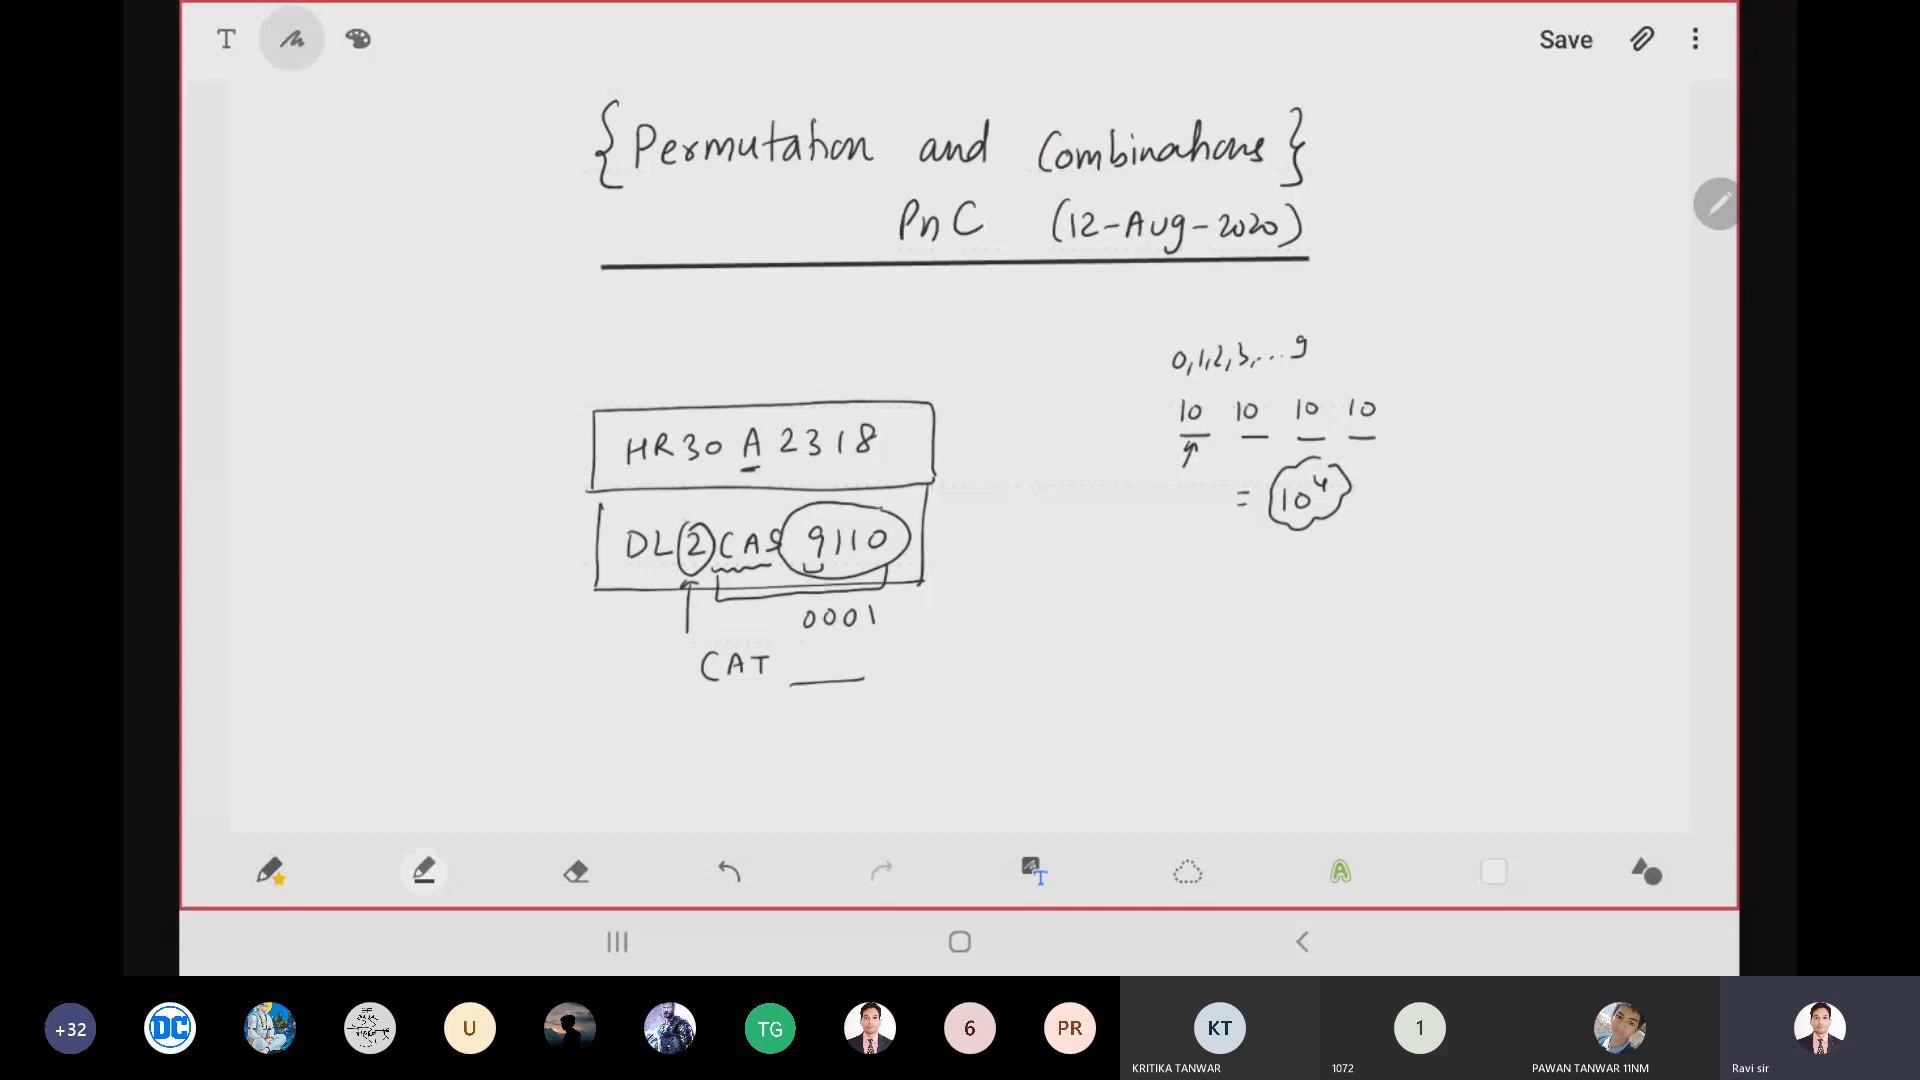 T
Save
{Permutation and Combinations}
PnC (12-Aug-2020)
0,1,2,3,...9
10 10 10 10
= 10⁴
HR30 A 2318
DL2CAS 9110
0001
CAT ____
T
A
+32
DC
U
TG
6
PR
KT
1
KRITIKA TANWAR
1072
PAWAN TANWAR 11NM
Ravi sir